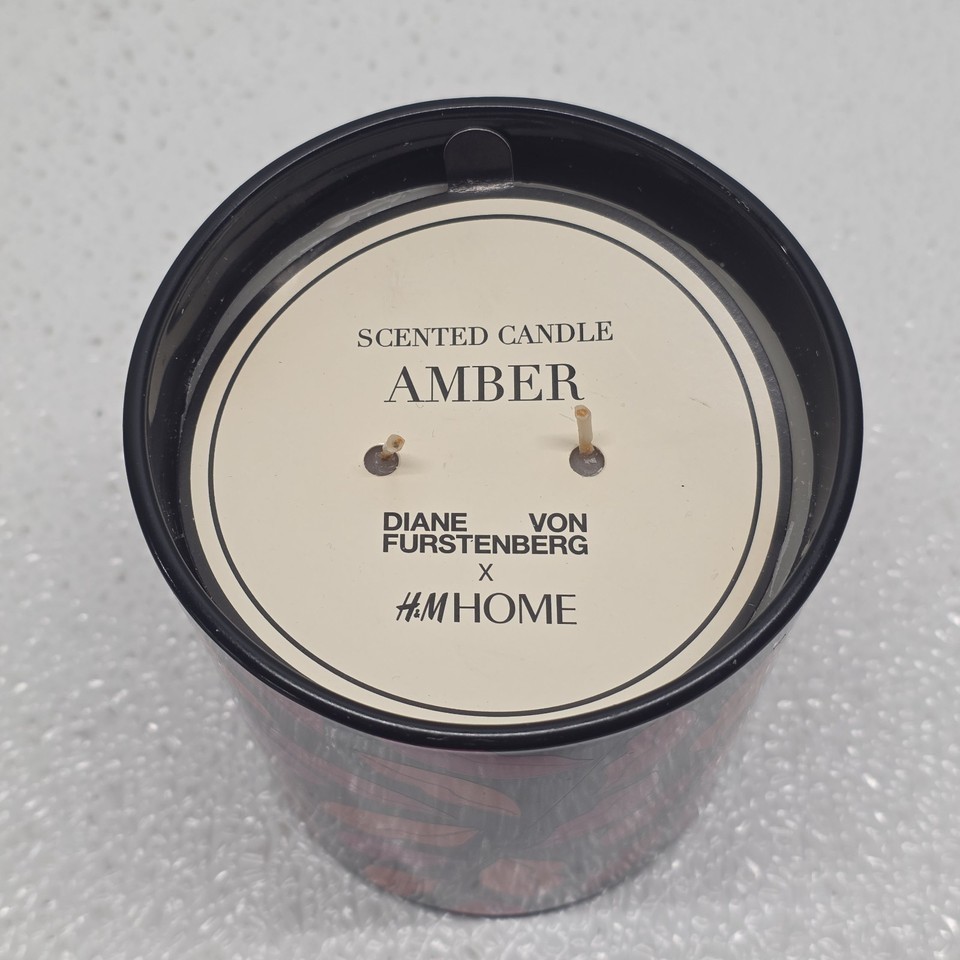 SCENTED CANDLE
AMBER
DIANE VON
FURSTENBERG
X
H&M HOME